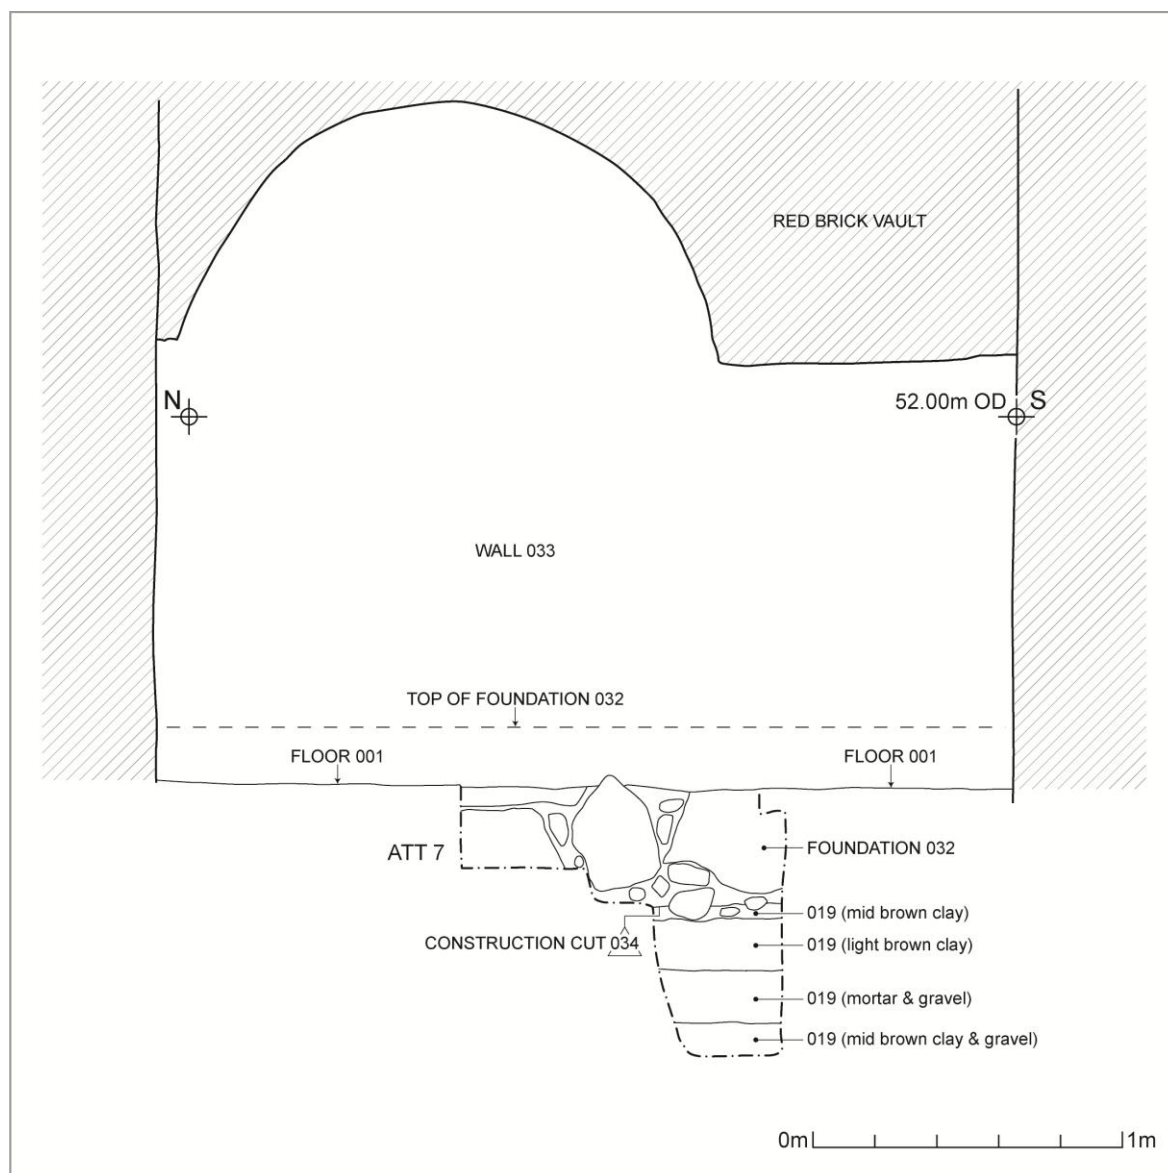 RED BRICK VAULT
N
52.00m OD S
WALL 033
TOP OF FOUNDATION 032
FLOOR 001
FLOOR 001
ATT 7
FOUNDATION 032
019 (mid brown clay)
CONSTRUCTION CUT 034
019 (light brown clay)
019 (mortar & gravel)
019 (mid brown clay & gravel)
0m
1m